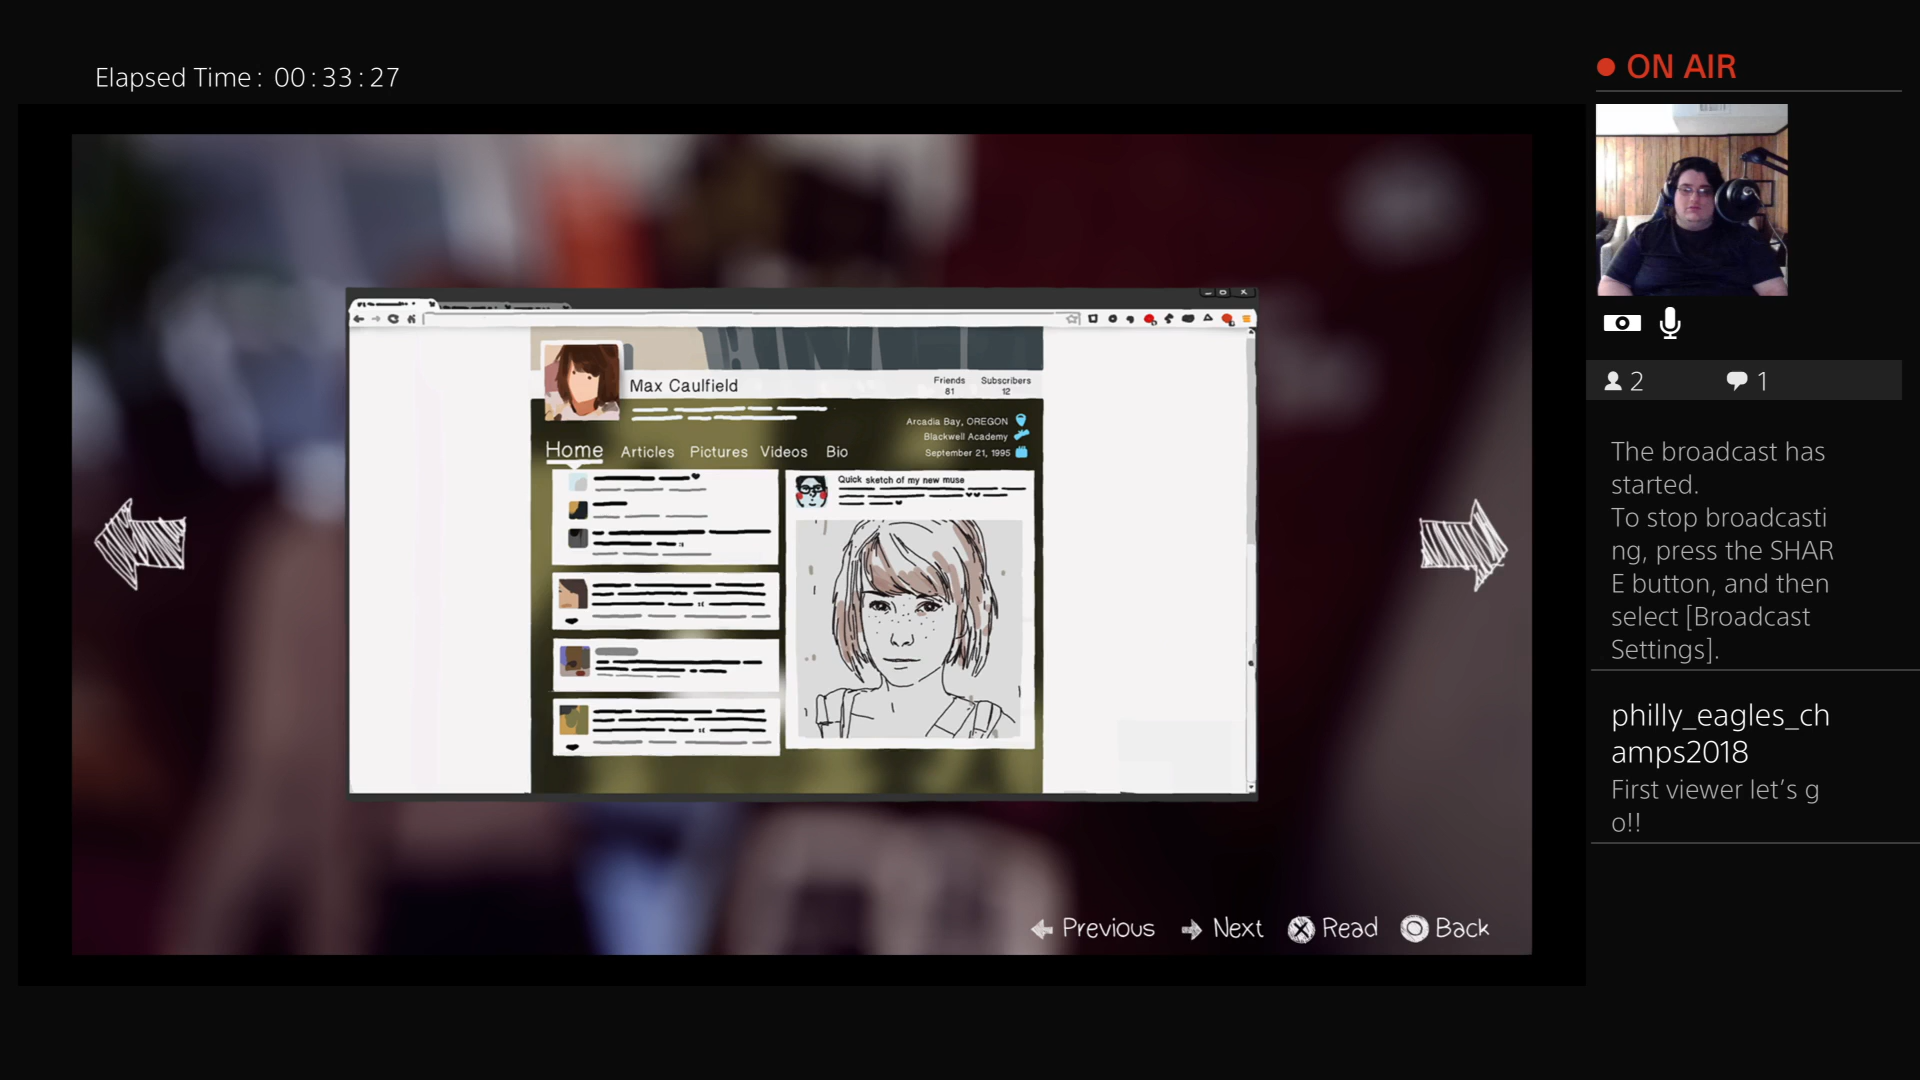 Elapsed Time: 00:33:27
ON AIR
2
1
The broadcast has
started.
To stop broadcasti
ng, press the SHAR
E button, and then
select [Broadcast
Settings].
philly_eagles_ch
amps2018
First viewer let's g
o!!
Max Caulfield
Friends
81
Subscribers
12
Arcadia Bay, OREGON
Blackwell Academy
September 21, 1995
Home Articles Pictures Videos Bio
Quick sketch of my new muse
Previous Next Read Back